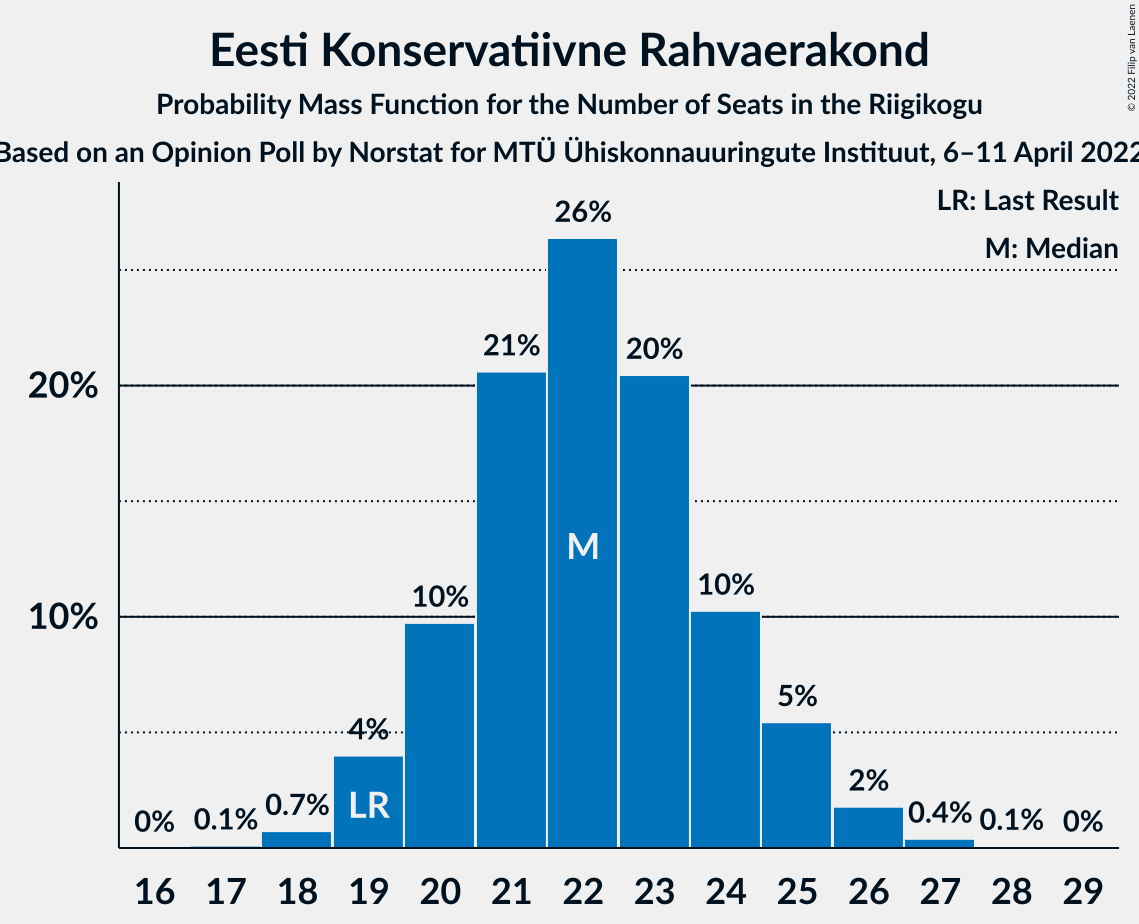 © 2022 Filip van Laenen
Eesti Konservatiivne Rahvaerakond
Probability Mass Function for the Number of Seats in the Riigikogu
Based on an Opinion Poll by Norstat for MTÜ Ühiskonnauuringute Instituut, 6–11 April 2022
LR: Last Result
M: Median
26%
21%
20%
20%
M
10%
10%
10%
5%
4%
2%
LR
0%
0.1%
0.7%
0.4%
0.1%
0%
16 17 18 19 20 21 22 23 24 25 26 27 28 29